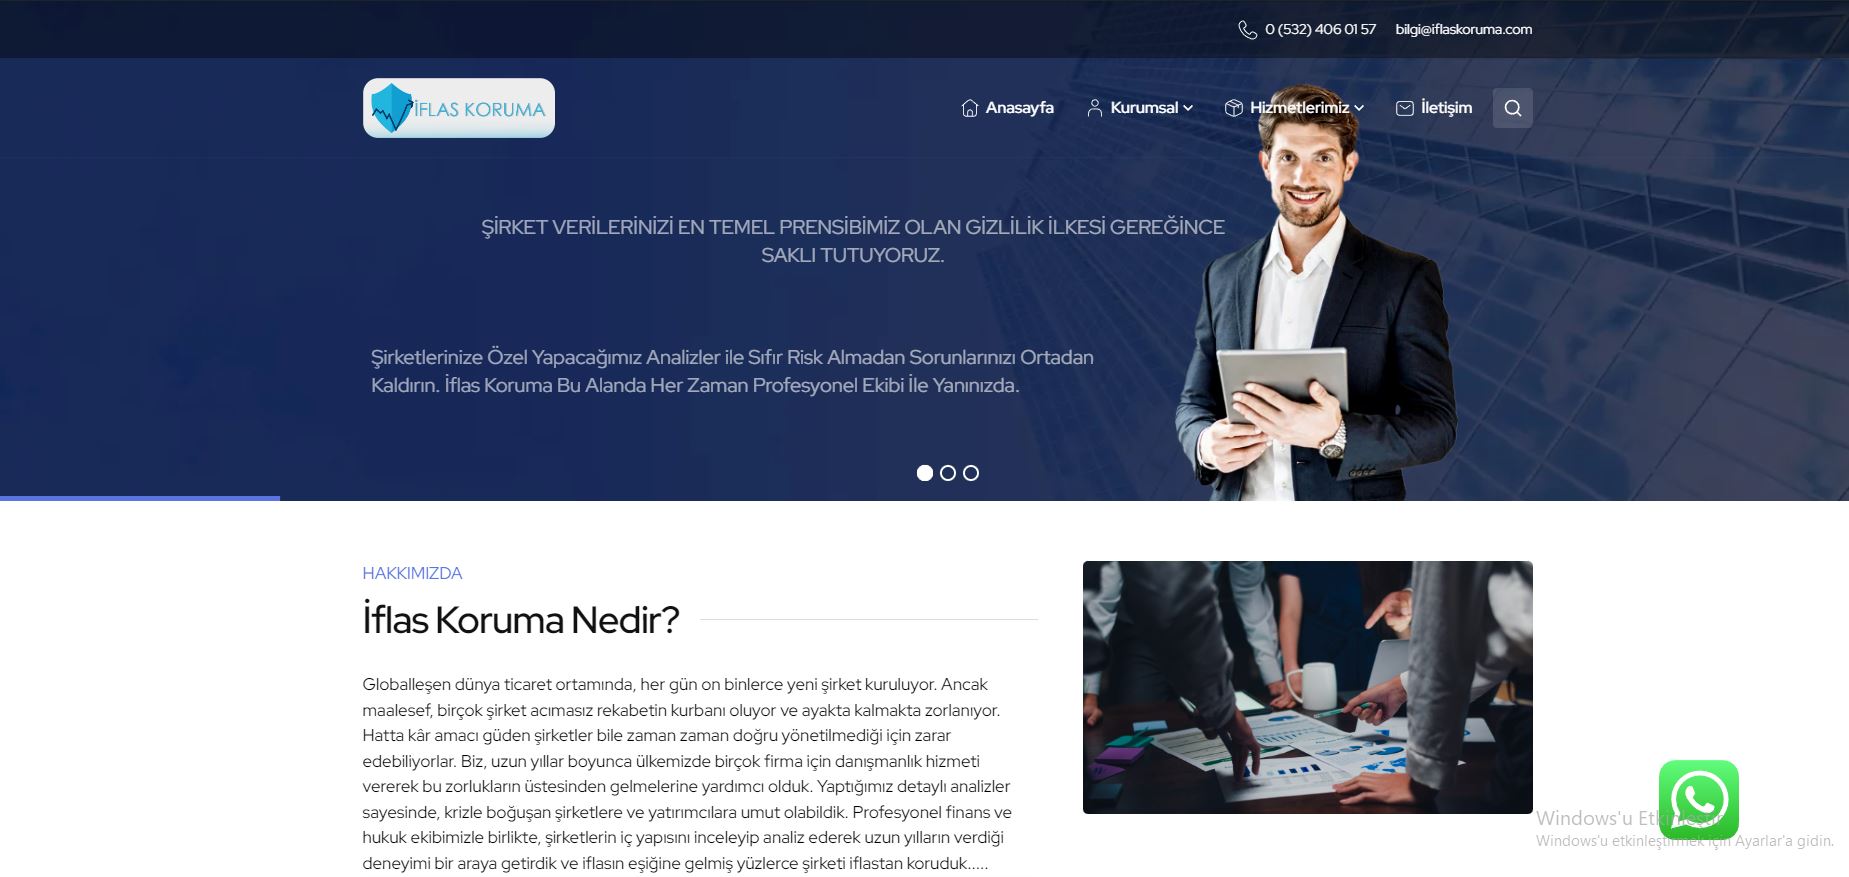 0 (532) 406 01 57 bilgi@iflaskoruma.com
İFLAS KORUMA
Anasayfa Kurumsal Hizmetlerimiz İletişim
ŞİRKET VERİLERİNİZİ EN TEMEL PRENSİBİMİZ OLAN GİZLİLİK İLKESİ GEREĞİNCE
SAKLI TUTUYORUZ.
Şirketlerinize Özel Yapacağımız Analizler ile Sıfır Risk Almadan Sorunlarınızı Ortadan
Kaldırın. İflas Koruma Bu Alanda Her Zaman Profesyonel Ekibi İle Yanınızda.
HAKKIMIZDA
İflas Koruma Nedir?
Globalleşen dünya ticaret ortamında, her gün on binlerce yeni şirket kuruluyor. Ancak
maalesef, birçok şirket acımasız rekabetin kurbanı oluyor ve ayakta kalmakta zorlanıyor.
Hatta kâr amacı güden şirketler bile zaman zaman doğru yönetilmediği için zarar
edebiliyorlar. Biz, uzun yıllar boyunca ülkemizde birçok firma için danışmanlık hizmeti
vererek bu zorlukların üstesinden gelmelerine yardımcı olduk. Yaptığımız detaylı analizler
sayesinde, krizle boğuşan şirketlere ve yatırımcılara umut olabildik. Profesyonel finans ve
hukuk ekibimizle birlikte, şirketlerin iç yapısını inceleyip analiz ederek uzun yılların verdiği
deneyimi bir araya getirdik ve iflasın eşiğine gelmiş yüzlerce şirketi iflastan koruduk.....
Windows'u Etkinleştir
Windows'u etkinleştirmek için Ayarlar'a gidin.